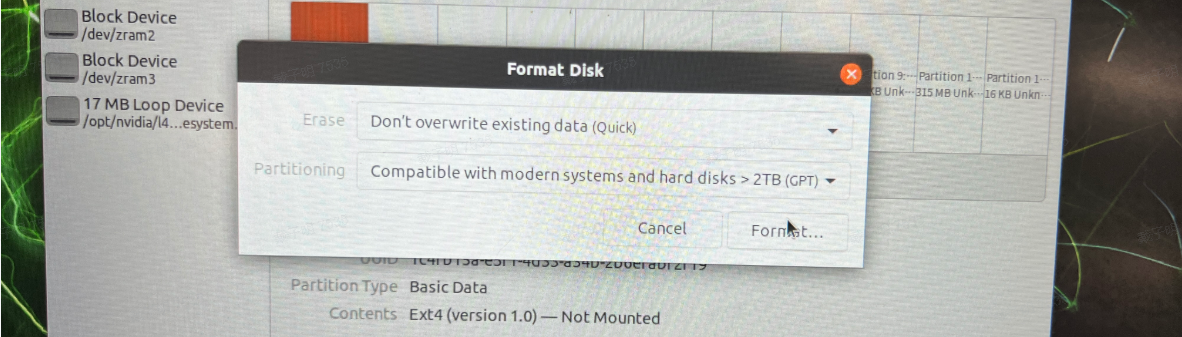 Block Device
/dev/zram2
Block Device
/dev/zram3
17 MB Loop Device
/opt/nvidia/l4...esystem.
Format Disk
tion 9:... Partition 1... Partition 1...
KB Unk... 315 MB Unk... 16 KB Unkn...
Erase Don't overwrite existing data (Quick)
Partitioning Compatible with modern systems and hard disks > 2TB (GPT)
Cancel Format...
UUID
Partition Type Basic Data
Contents Ext4 (version 1.0) — Not Mounted